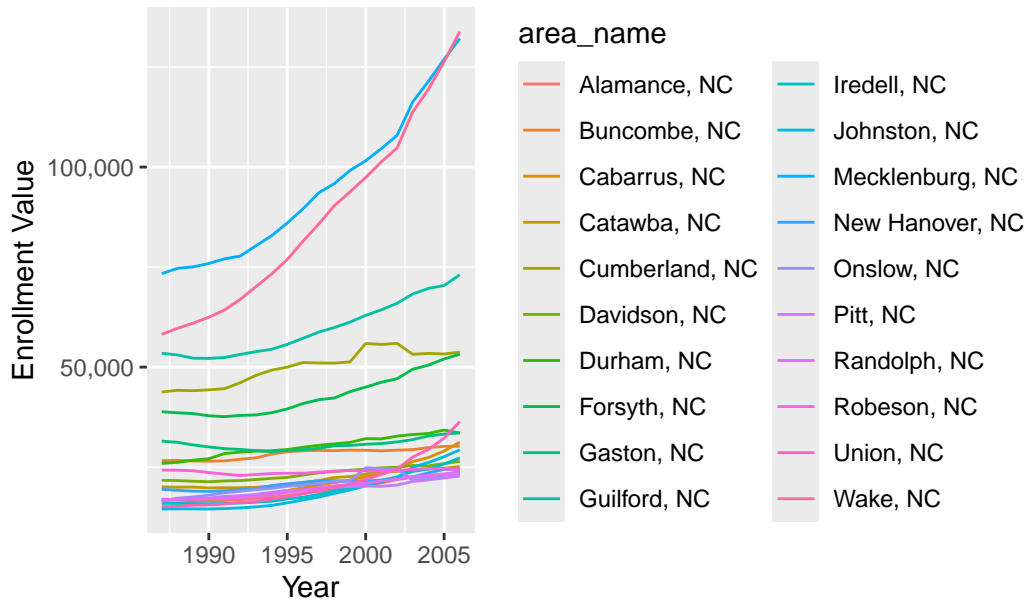 Enrollment Value
100,000
50,000
1990
1995
2000
2005
Year
area_name
Alamance, NC
Buncombe, NC
Cabarrus, NC
Catawba, NC
Cumberland, NC
Davidson, NC
Durham, NC
Forsyth, NC
Gaston, NC
Guilford, NC
Iredell, NC
Johnston, NC
Mecklenburg, NC
New Hanover, NC
Onslow, NC
Pitt, NC
Randolph, NC
Robeson, NC
Union, NC
Wake, NC